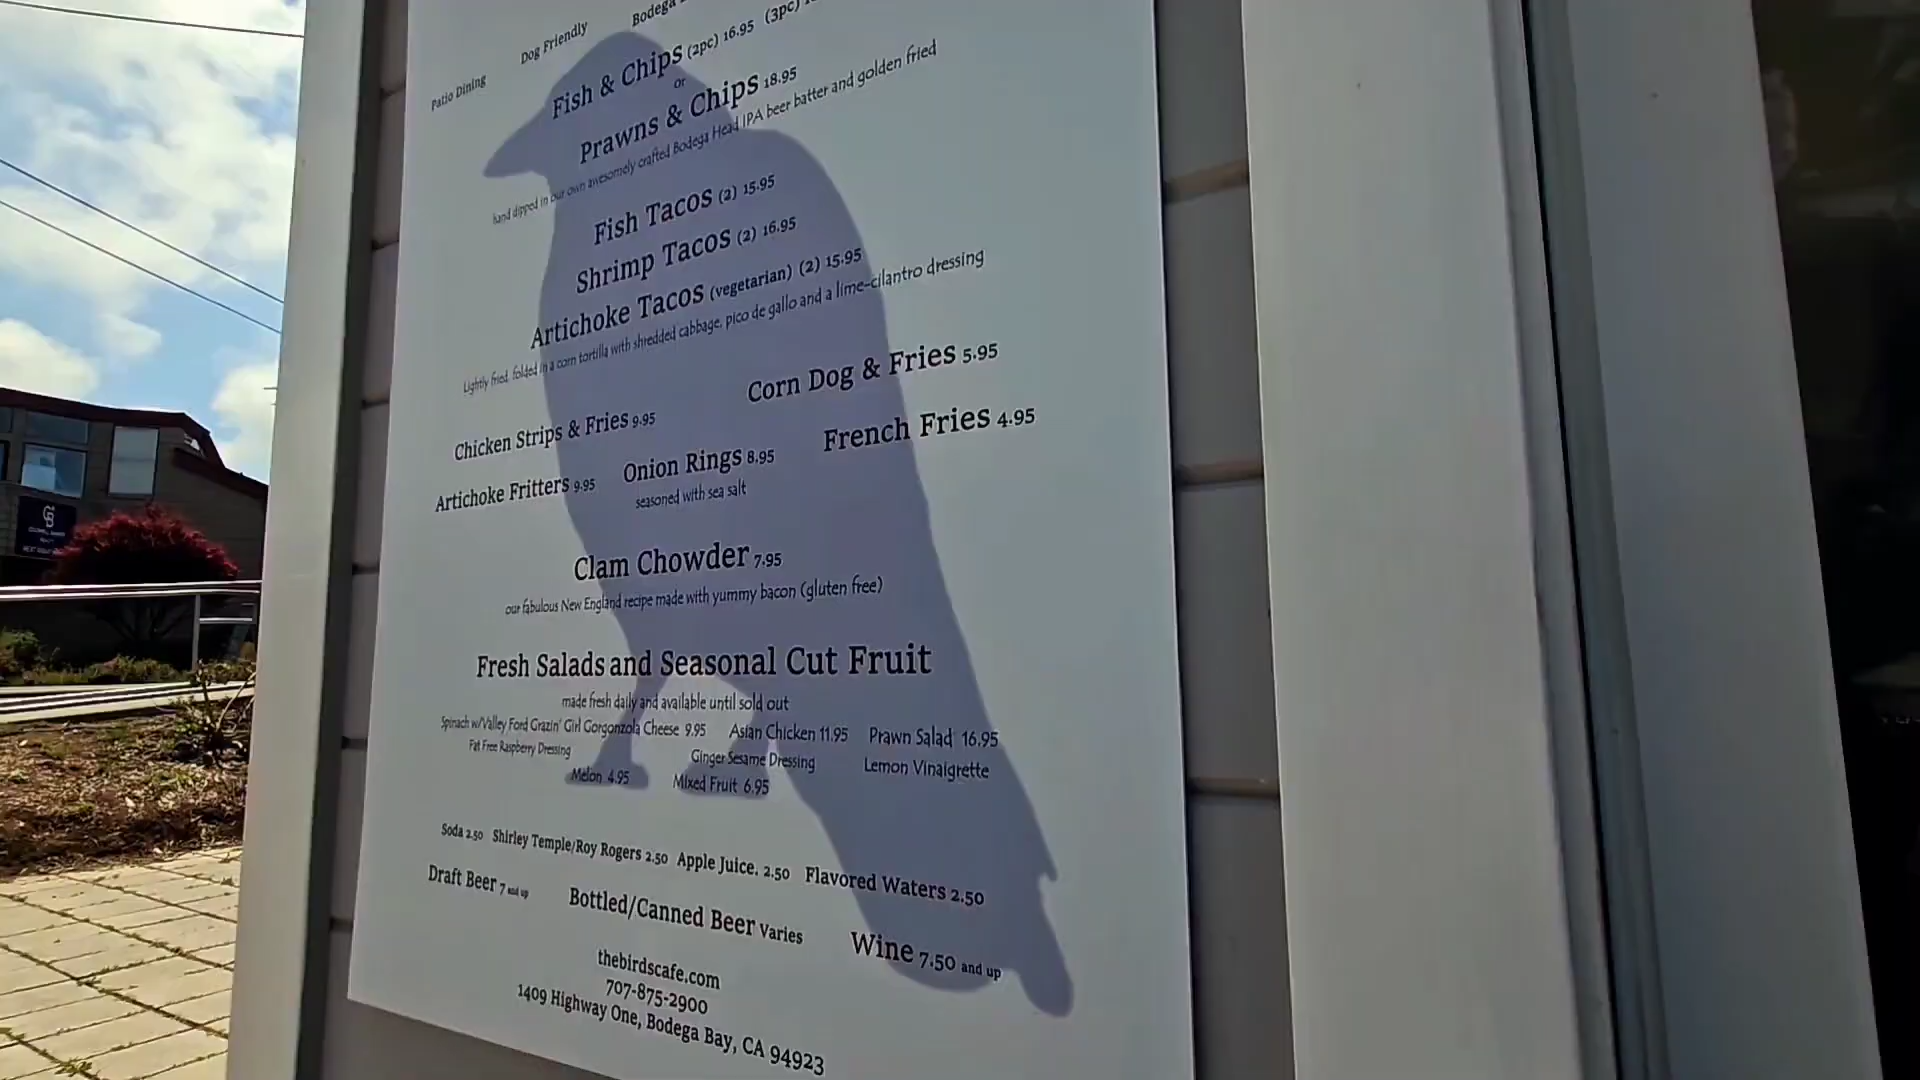 Patio Dining Dog Friendly Bodega
Fish & Chips (2pc) 16.95 (3pc)
or
Prawns & Chips 18.95
hand dipped in our own awesomely crafted Bodega Head IPA beer batter and golden fried
Fish Tacos (2) 15.95
Shrimp Tacos (2) 16.95
Artichoke Tacos (vegetarian) (2) 15.95
Lightly fried, folded in a corn tortilla with shredded cabbage, pico de gallo and a lime-cilantro dressing
Chicken Strips & Fries 9.95 Corn Dog & Fries 5.95
Artichoke Fritters 9.95 Onion Rings 8.95 French Fries 4.95
seasoned with sea salt
Clam Chowder 7.95
our fabulous New England recipe made with yummy bacon (gluten free)
Fresh Salads and Seasonal Cut Fruit
made fresh daily and available until sold out
Spinach w/Valley Ford Grazin' Girl Gorgonzola Cheese 9.95 Asian Chicken 11.95 Prawn Salad 16.95
Fat Free Raspberry Dressing Ginger Sesame Dressing Lemon Vinaigrette
Melon 4.95 Mixed Fruit 6.95
Soda 2.50 Shirley Temple/Roy Rogers 2.50 Apple Juice. 2.50 Flavored Waters 2.50
Draft Beer 7 and up Bottled/Canned Beer Varies Wine 7.50 and up
thebirdscafe.com
707-875-2900
1409 Highway One, Bodega Bay, CA 94923
CB
COLDWELL BANKER